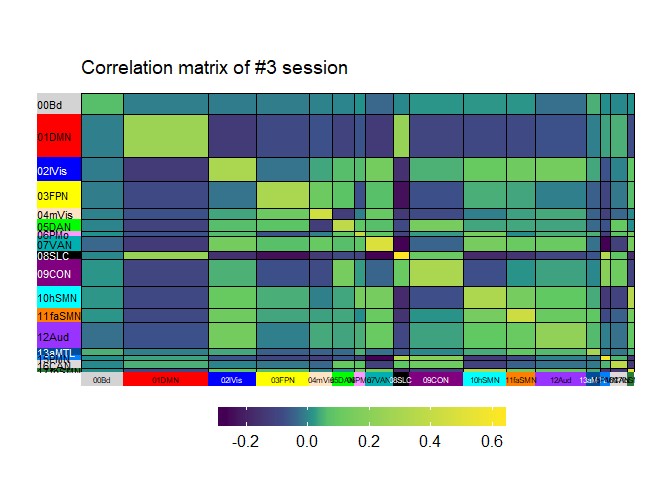 Correlation matrix of #3 session
00Bd
01DMN
02lVis
03FPN
04mVis
05DAN
06PMo
07VAN
08SLC
09CON
10hSMN
11faSMN
12Aud
13aMTL
00Bd 01DMN 02lVis 03FPN 04mVis 05DAN 07VAN 08SLC 09CON 10hSMN 11faSMN 12Aud
-0.2 0.0 0.2 0.4 0.6